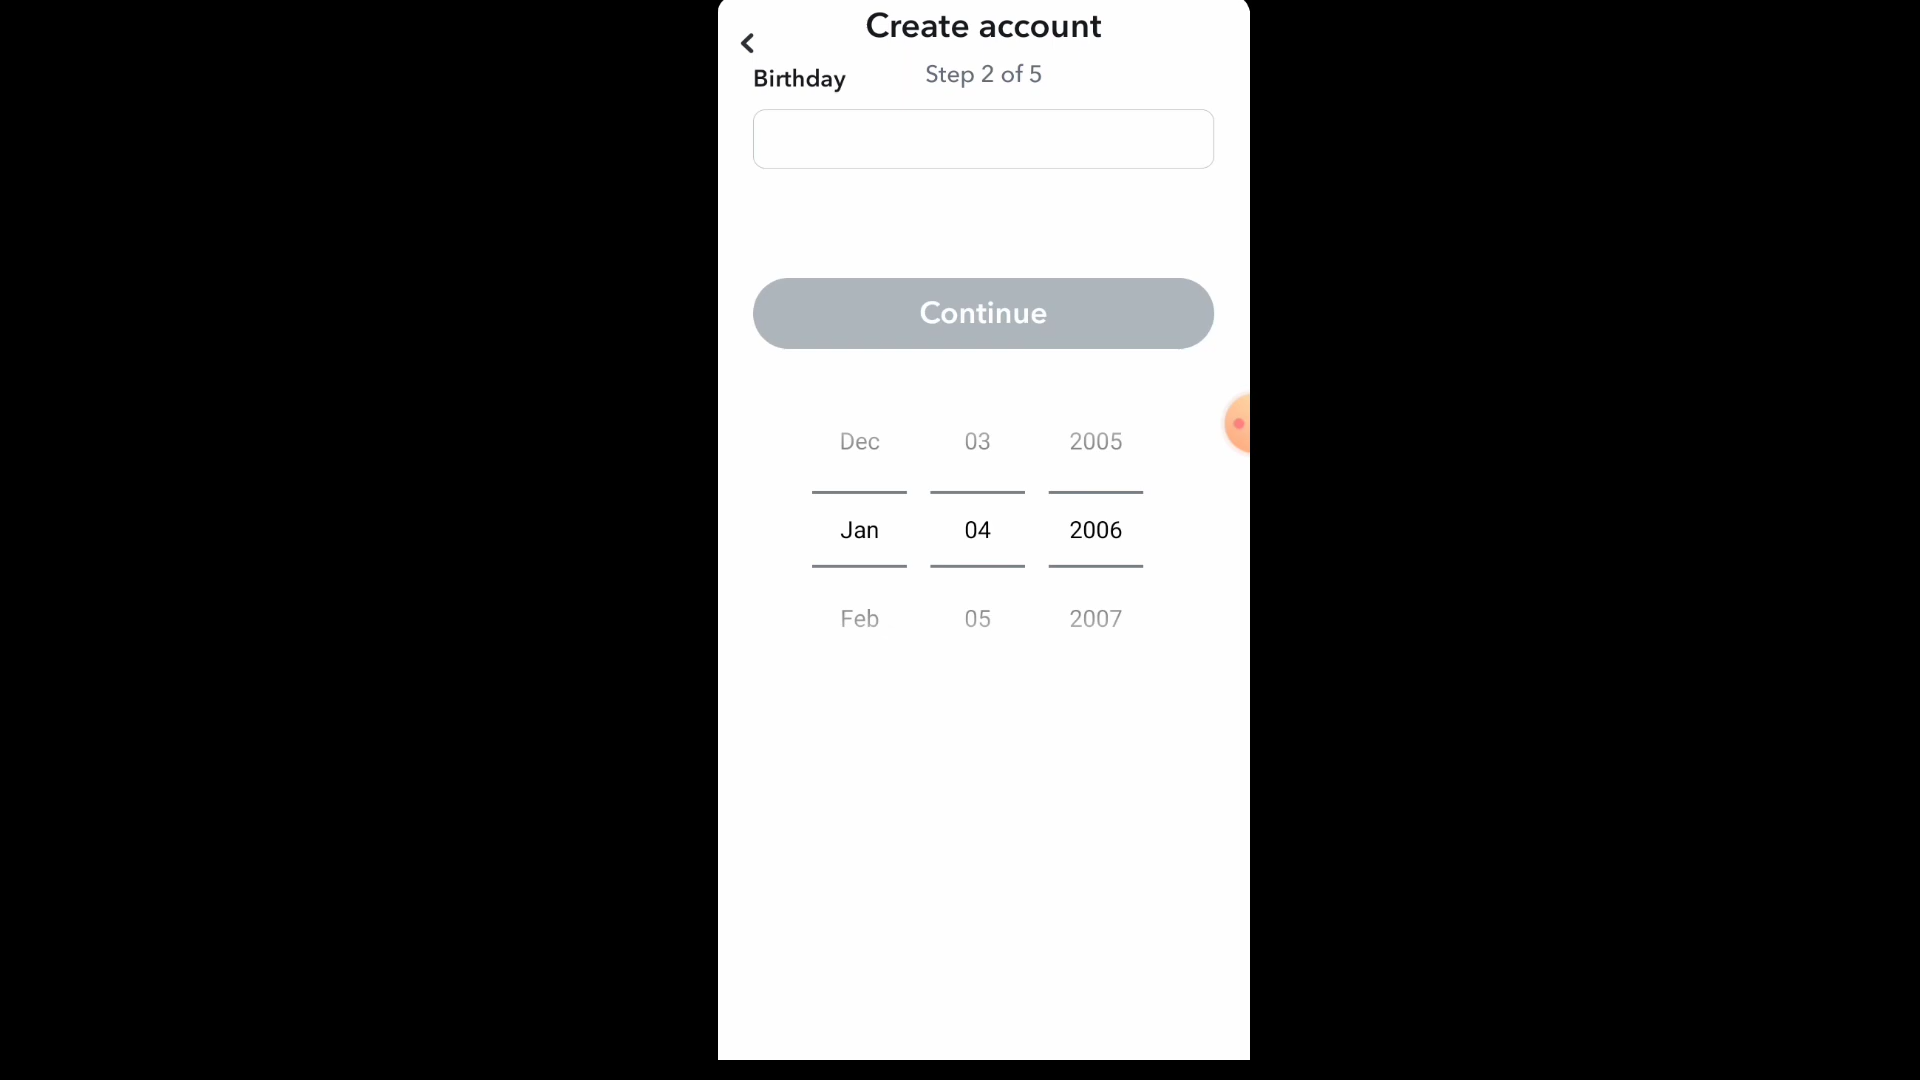 Create account
Step 2 of 5
Birthday
Continue
Dec 03 2005
Jan 04 2006
Feb 05 2007